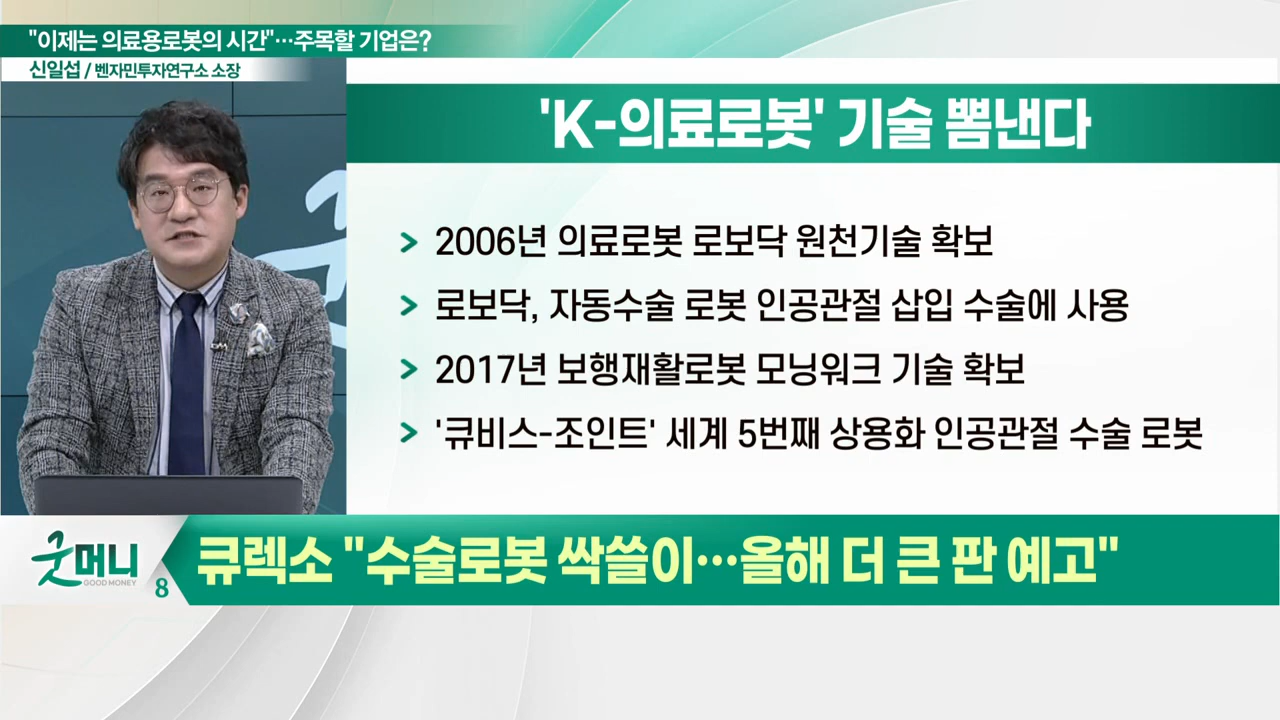 "이제는 의료용로봇의 시간"…주목할 기업은?
신일섭 / 벤자민투자연구소 소장
'K-의료로봇' 기술 뽐낸다
> 2006년 의료로봇 로보닥 원천기술 확보
> 로보닥, 자동수술 로봇 인공관절 삽입 수술에 사용
> 2017년 보행재활로봇 모닝워크 기술 확보
> '큐비스-조인트' 세계 5번째 상용화 인공관절 수술 로봇
굿머니
GOOD MONEY
8
큐렉소 "수술로봇 싹쓸이…올해 더 큰 판 예고"